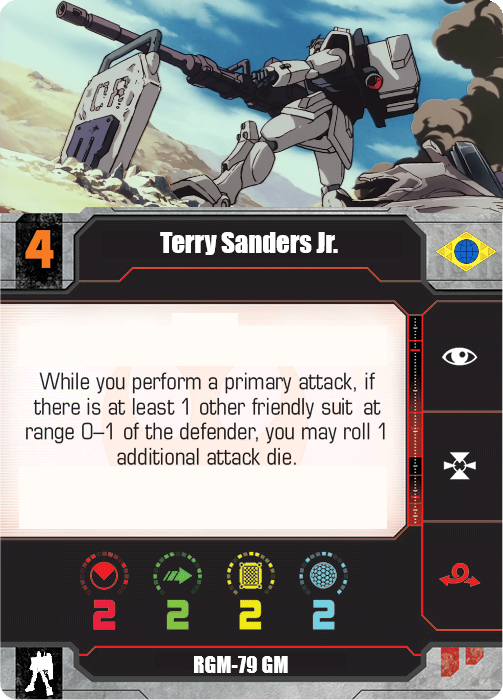 4
Terry Sanders Jr.
While you perform a primary attack, if
there is at least 1 other friendly suit at
range 0–1 of the defender, you may roll 1
additional attack die.
2 2 2 2
RGM-79 GM